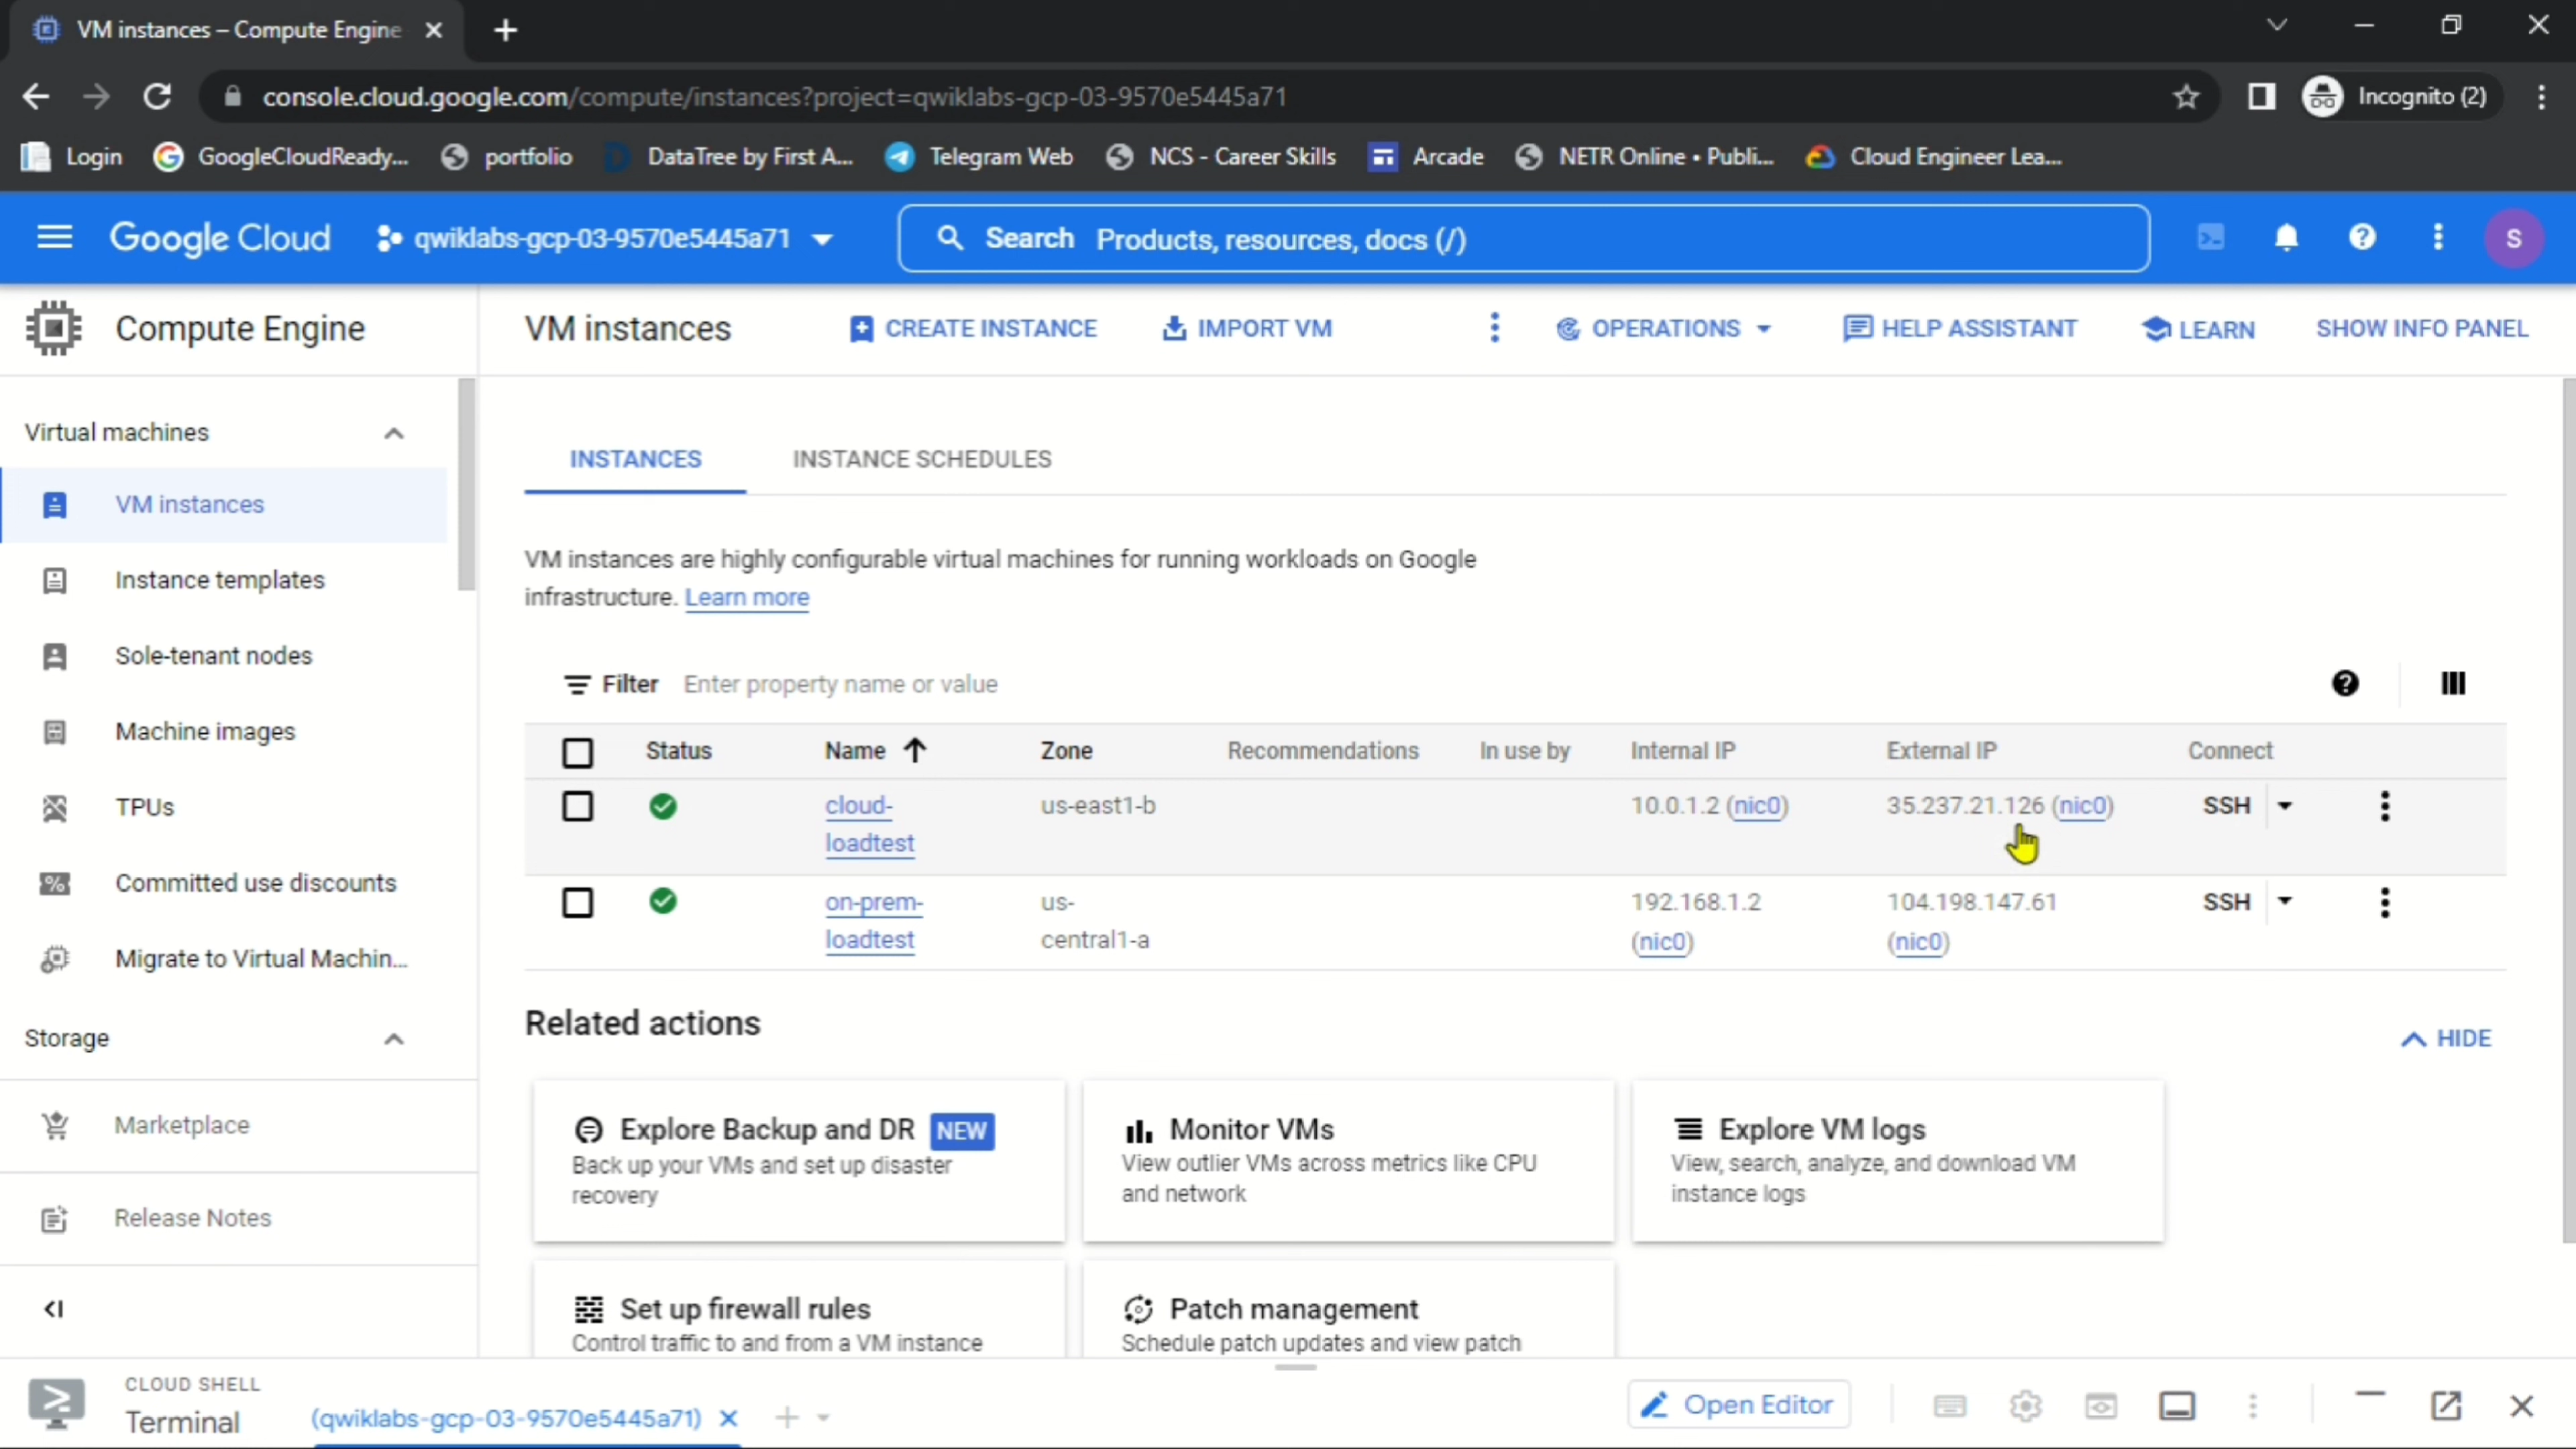 VM instances – Compute Engine
console.cloud.google.com/compute/instances?project=qwiklabs-gcp-03-9570e5445a71
Incognito (2)
Login
GoogleCloudReady...
portfolio
DataTree by First A...
Telegram Web
NCS - Career Skills
Arcade
NETR Online • Publi...
Cloud Engineer Lea...
Google Cloud
qwiklabs-gcp-03-9570e5445a71
Search Products, resources, docs (/)
S
Compute Engine
VM instances
CREATE INSTANCE
IMPORT VM
OPERATIONS
HELP ASSISTANT
LEARN
SHOW INFO PANEL
Virtual machines
VM instances
Instance templates
Sole-tenant nodes
Machine images
TPUs
Committed use discounts
Migrate to Virtual Machin...
Storage
Marketplace
Release Notes
INSTANCES
INSTANCE SCHEDULES
VM instances are highly configurable virtual machines for running workloads on Google
infrastructure. Learn more
Filter Enter property name or value
Status Name Zone Recommendations In use by Internal IP External IP Connect
cloud- us-east1-b 10.0.1.2 (nic0) 35.237.21.126 (nic0) SSH
loadtest
on-prem- us- 192.168.1.2 104.198.147.61 SSH
loadtest central1-a (nic0) (nic0)
Related actions
HIDE
Explore Backup and DR NEW
Back up your VMs and set up disaster
recovery
Monitor VMs
View outlier VMs across metrics like CPU
and network
Explore VM logs
View, search, analyze, and download VM
instance logs
Set up firewall rules
Control traffic to and from a VM instance
Patch management
Schedule patch updates and view patch
CLOUD SHELL
Terminal
(qwiklabs-gcp-03-9570e5445a71)
Open Editor